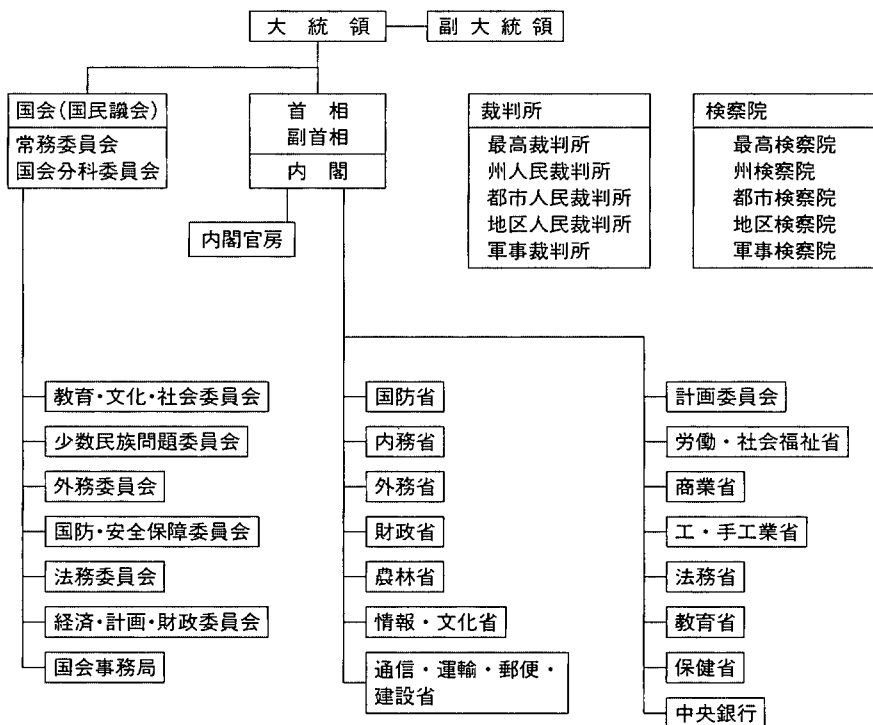 大統領
副大統領
国会(国民議会)
常務委員会
国会分科委員会
首相
副首相
内閣
内閣官房
裁判所
最高裁判所
州人民裁判所
都市人民裁判所
地区人民裁判所
軍事裁判所
検察院
最高検察院
州検察院
都市検察院
地区検察院
軍事検察院
教育・文化・社会委員会
少数民族問題委員会
外務委員会
国防・安全保障委員会
法務委員会
経済・計画・財政委員会
国会事務局
国防省
内務省
外務省
財政省
農林省
情報・文化省
通信・運輸・郵便・
建設省
計画委員会
労働・社会福祉省
商業省
工・手工業省
法務省
教育省
保健省
中央銀行